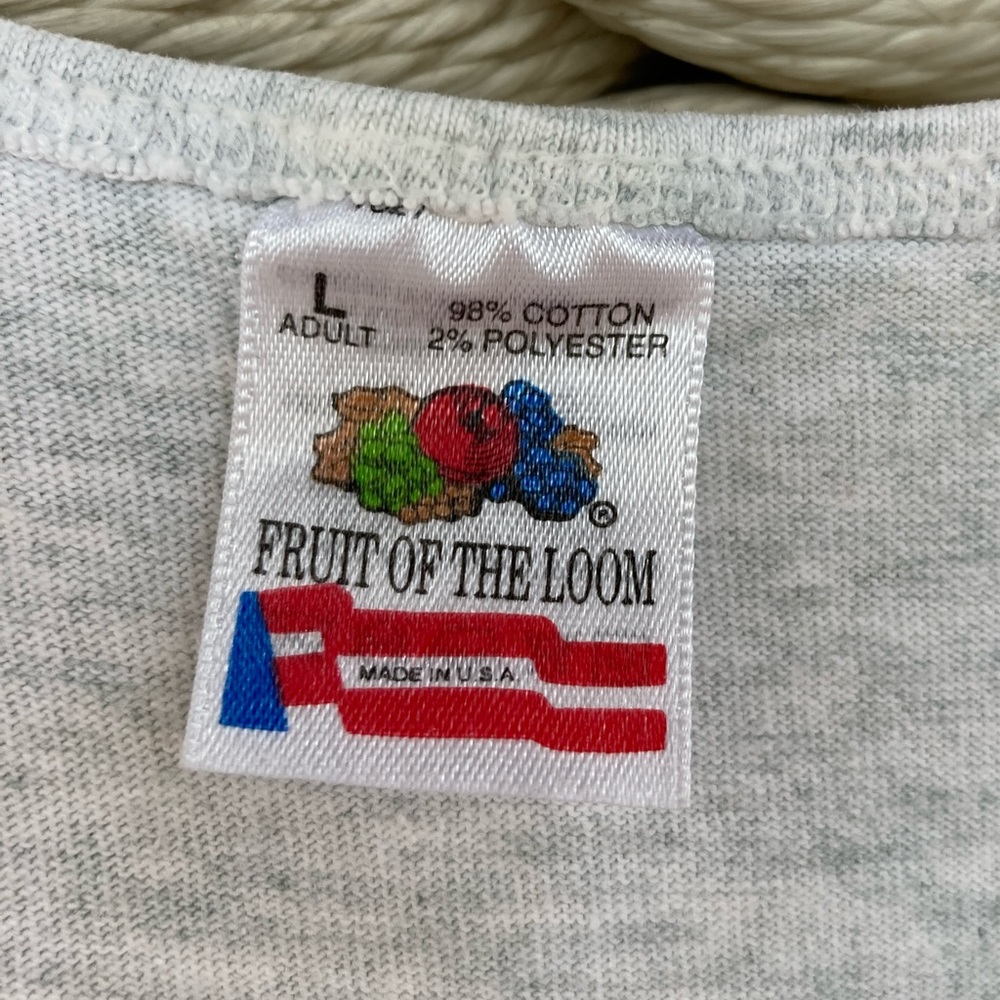 L
ADULT
98% COTTON
2% POLYESTER
®
FRUIT OF THE LOOM
MADE IN U.S.A.